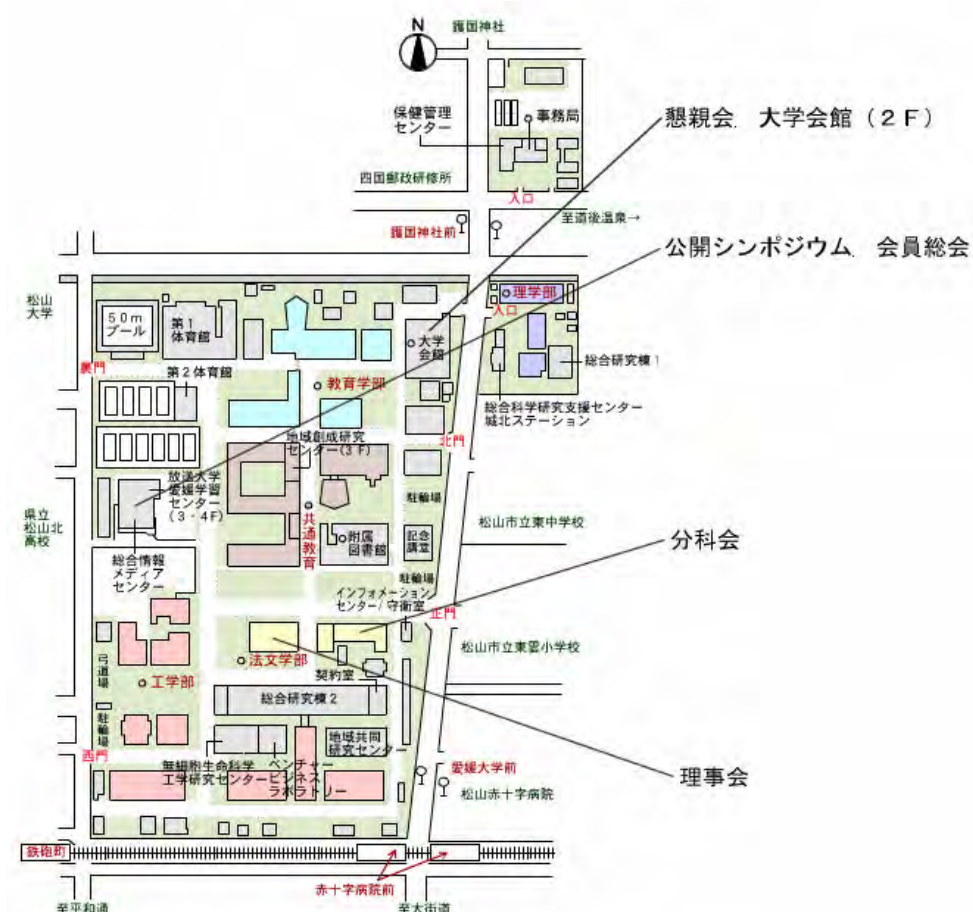 護国神社
N
保健管理
センター
事務局
懇親会. 大学会館（２Ｆ）
四国郵政研修所
入口
至道後温泉→
護国神社前
公開シンポジウム. 会員総会
松山
大学
５０ｍ
プール
第１
体育館
大学
会館
理学部
入口
裏門
第２体育館
教育学部
総合研究棟１
総合科学研究支援センター
城北ステーション
地域創成研究
センター(３Ｆ)
北門
放送大学
愛媛学習
センター
(３・４Ｆ)
県立
松山北
高校
共通教育
附属
図書館
駐輪場
記念
講堂
松山市立東中学校
分科会
総合情報
メディア
センター
駐輪場
インフォメーション
センター/守衛室
正門
弓道場
工学部
法文学部
契約室
松山市立東雲小学校
総合研究棟２
駐輪場
西門
無細胞生命科学
工学研究センター
ベンチャー
ビジネス
ラボラトリー
地域共同
研究センター
愛媛大学前
松山赤十字病院
理事会
鉄砲町
赤十字病院前
至平和通
至大街道